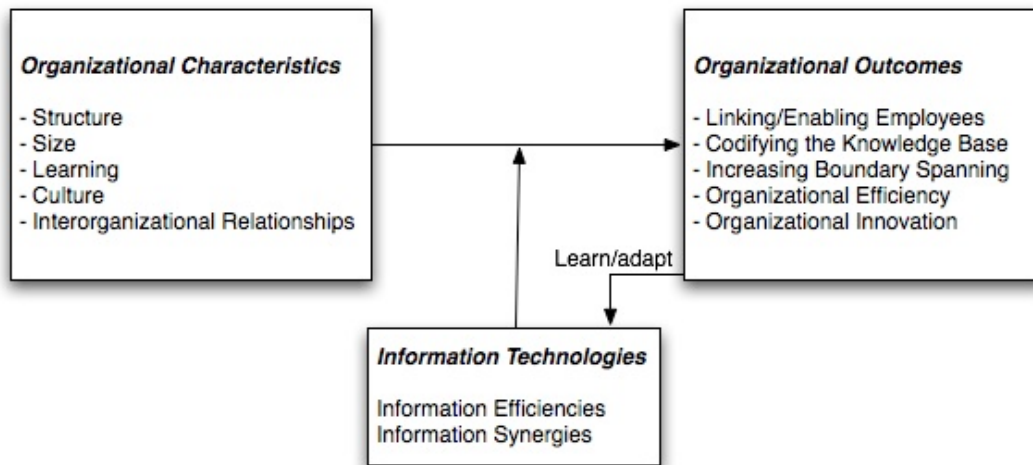 Organizational Characteristics
- Structure
- Size
- Learning
- Culture
- Interorganizational Relationships
Organizational Outcomes
- Linking/Enabling Employees
- Codifying the Knowledge Base
- Increasing Boundary Spanning
- Organizational Efficiency
- Organizational Innovation
Learn/adapt
Information Technologies
Information Efficiencies
Information Synergies